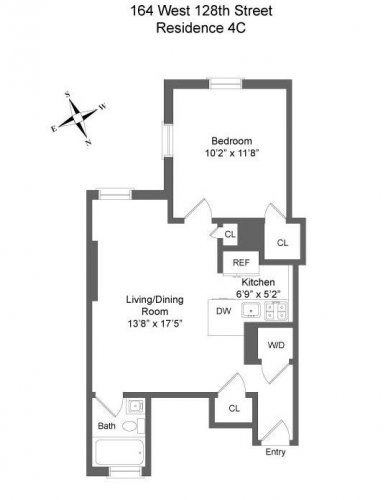 164 West 128th Street
Residence 4C
S
W
E
N
Bedroom
10'2" x 11'8"
CL
CL
REF
Kitchen
6'9" x 5'2"
Living/Dining
Room
13'8" x 17'5"
DW
W/D
CL
Bath
Entry